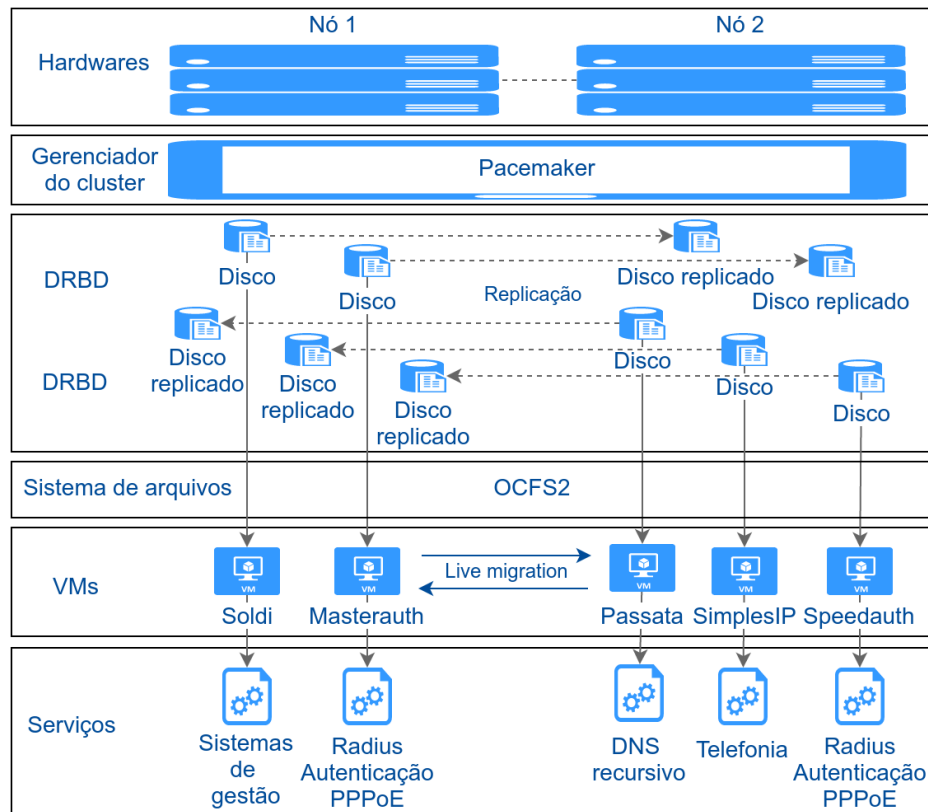 Nó 1
Nó 2
Hardwares
Gerenciador
do cluster
Pacemaker
DRBD
Disco
Disco
Disco replicado
Disco replicado
Replicação
DRBD
Disco
replicado
Disco
replicado
Disco
replicado
Disco
Disco
Disco
Sistema de arquivos
OCFS2
VMs
VM
VM
VM
VM
VM
Live migration
Soldi
Masterauth
Passata
SimplesIP
Speedauth
Serviços
Sistemas
de
gestão
Radius
Autenticação
PPPoE
DNS
recursivo
Telefonia
Radius
Autenticação
PPPoE